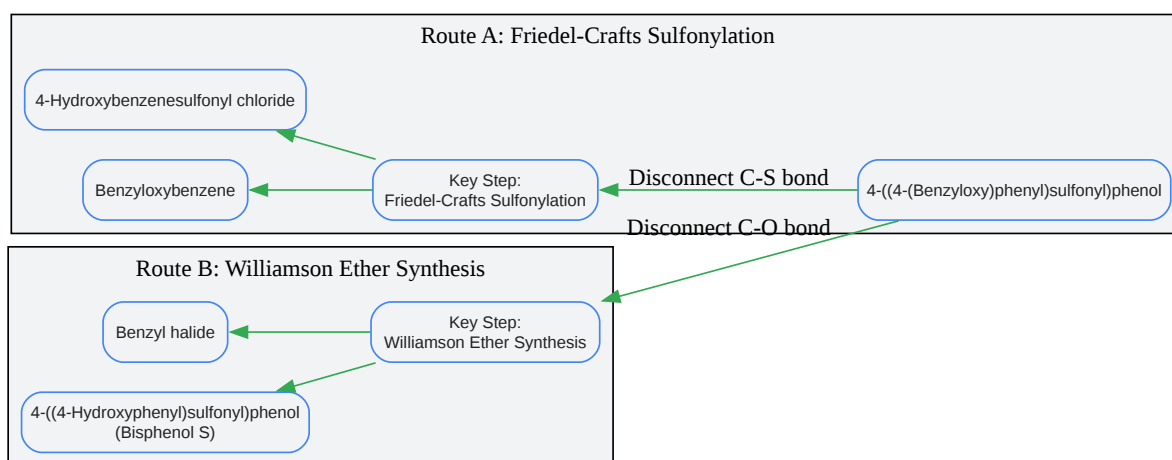 Route A: Friedel-Crafts Sulfonylation
4-Hydroxybenzenesulfonyl chloride
Benzyloxybenzene
Key Step:
Friedel-Crafts Sulfonylation
Disconnect C-S bond
4-((4-(Benzyloxy)phenyl)sulfonyl)phenol
Disconnect C-O bond
Route B: Williamson Ether Synthesis
Benzyl halide
Key Step:
Williamson Ether Synthesis
4-((4-Hydroxyphenyl)sulfonyl)phenol
(Bisphenol S)